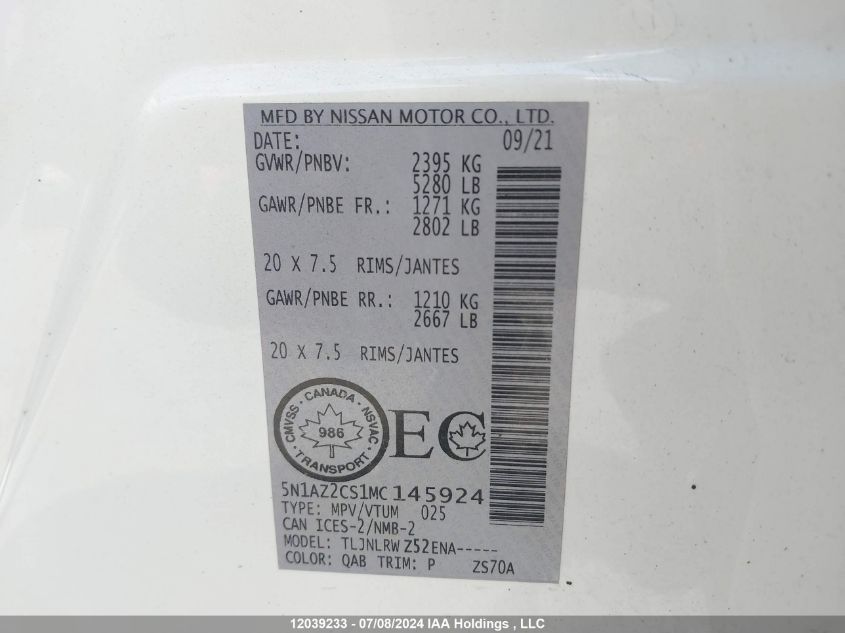 MFD BY NISSAN MOTOR CO., LTD.
DATE: 09/21
GVWR/PNBV: 2395 KG
5280 LB
GAWR/PNBE FR.: 1271 KG
2802 LB
20 X 7.5 RIMS/JANTES
GAWR/PNBE RR.: 1210 KG
2667 LB
20 X 7.5 RIMS/JANTES
CMVSS · CANADA · NSVAC · TRANSPORT ·
986
EC
5N1AZ2CS1MC145924
TYPE: MPV/VTUM 025
CAN ICES-2/NMB-2
MODEL: TLJNLRW Z52ENA-----
COLOR: QAB TRIM: P ZS70A
12039233 - 07/08/2024 IAA Holdings , LLC